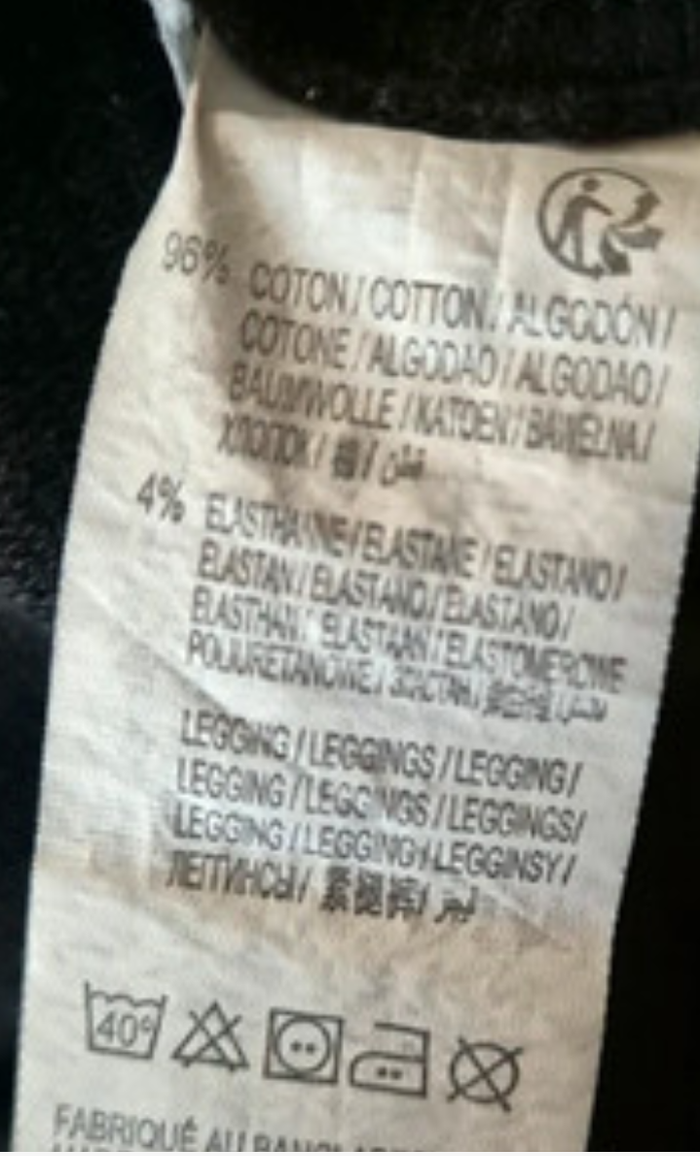 96% COTON / COTTON / ALGODÓN /
COTONE / ALGODAO / ALGODAO /
BAUMWOLLE / KATOEN / BAWEŁNA /
ХЛОПОК / 棉 / قطن
4% ELASTHANNE / ELASTANE / ELASTANO /
ELASTAN / ELASTANO / ELASTANO /
ELASTHAN / ELASTAAN / ELASTOMEROWE
POLIURETANOWE / ЭЛАСТАН /
LEGGING / LEGGINGS / LEGGING /
LEGGING / LEGGINGS / LEGGINGS /
LEGGING / LEGGING / LEGGINSY /
ЛЕГГИНСЫ / 紧腿裤 /
40°
FABRIQUÉ AU